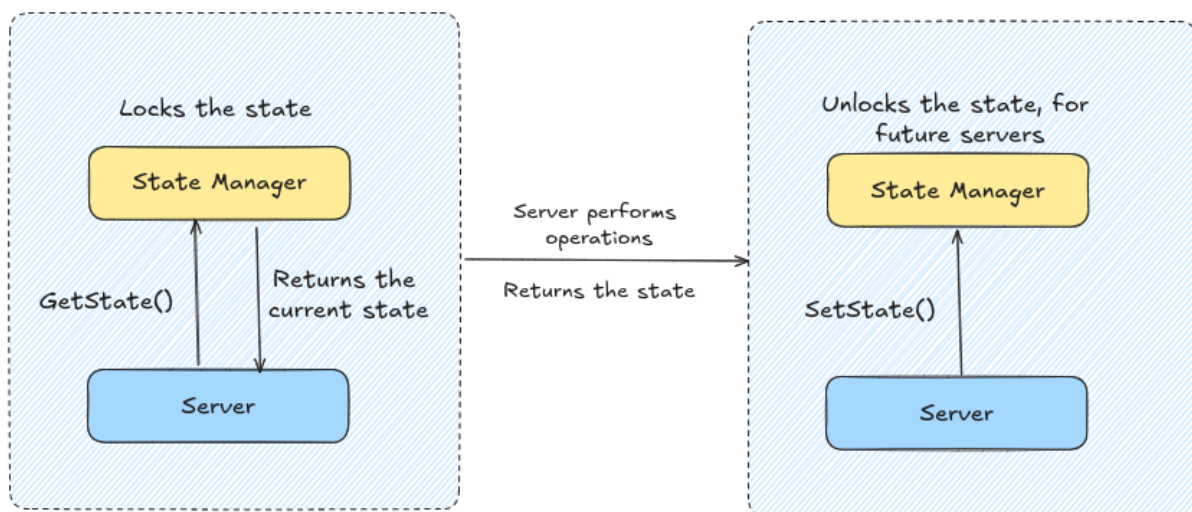 Locks the state
State Manager
GetState()
Returns the
current state
Server
Server performs
operations
Returns the state
Unlocks the state, for
future servers
State Manager
SetState()
Server